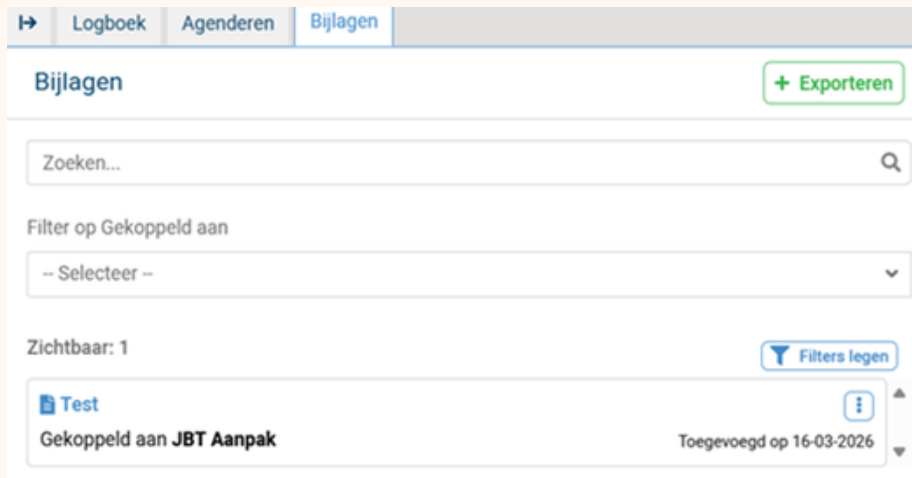 Logboek Agenderen Bijlagen
Bijlagen
+ Exporteren
Zoeken...
Filter op Gekoppeld aan
-- Selecteer --
Zichtbaar: 1
Filters legen
Test
Gekoppeld aan JBT Aanpak
Toegevoegd op 16-03-2026